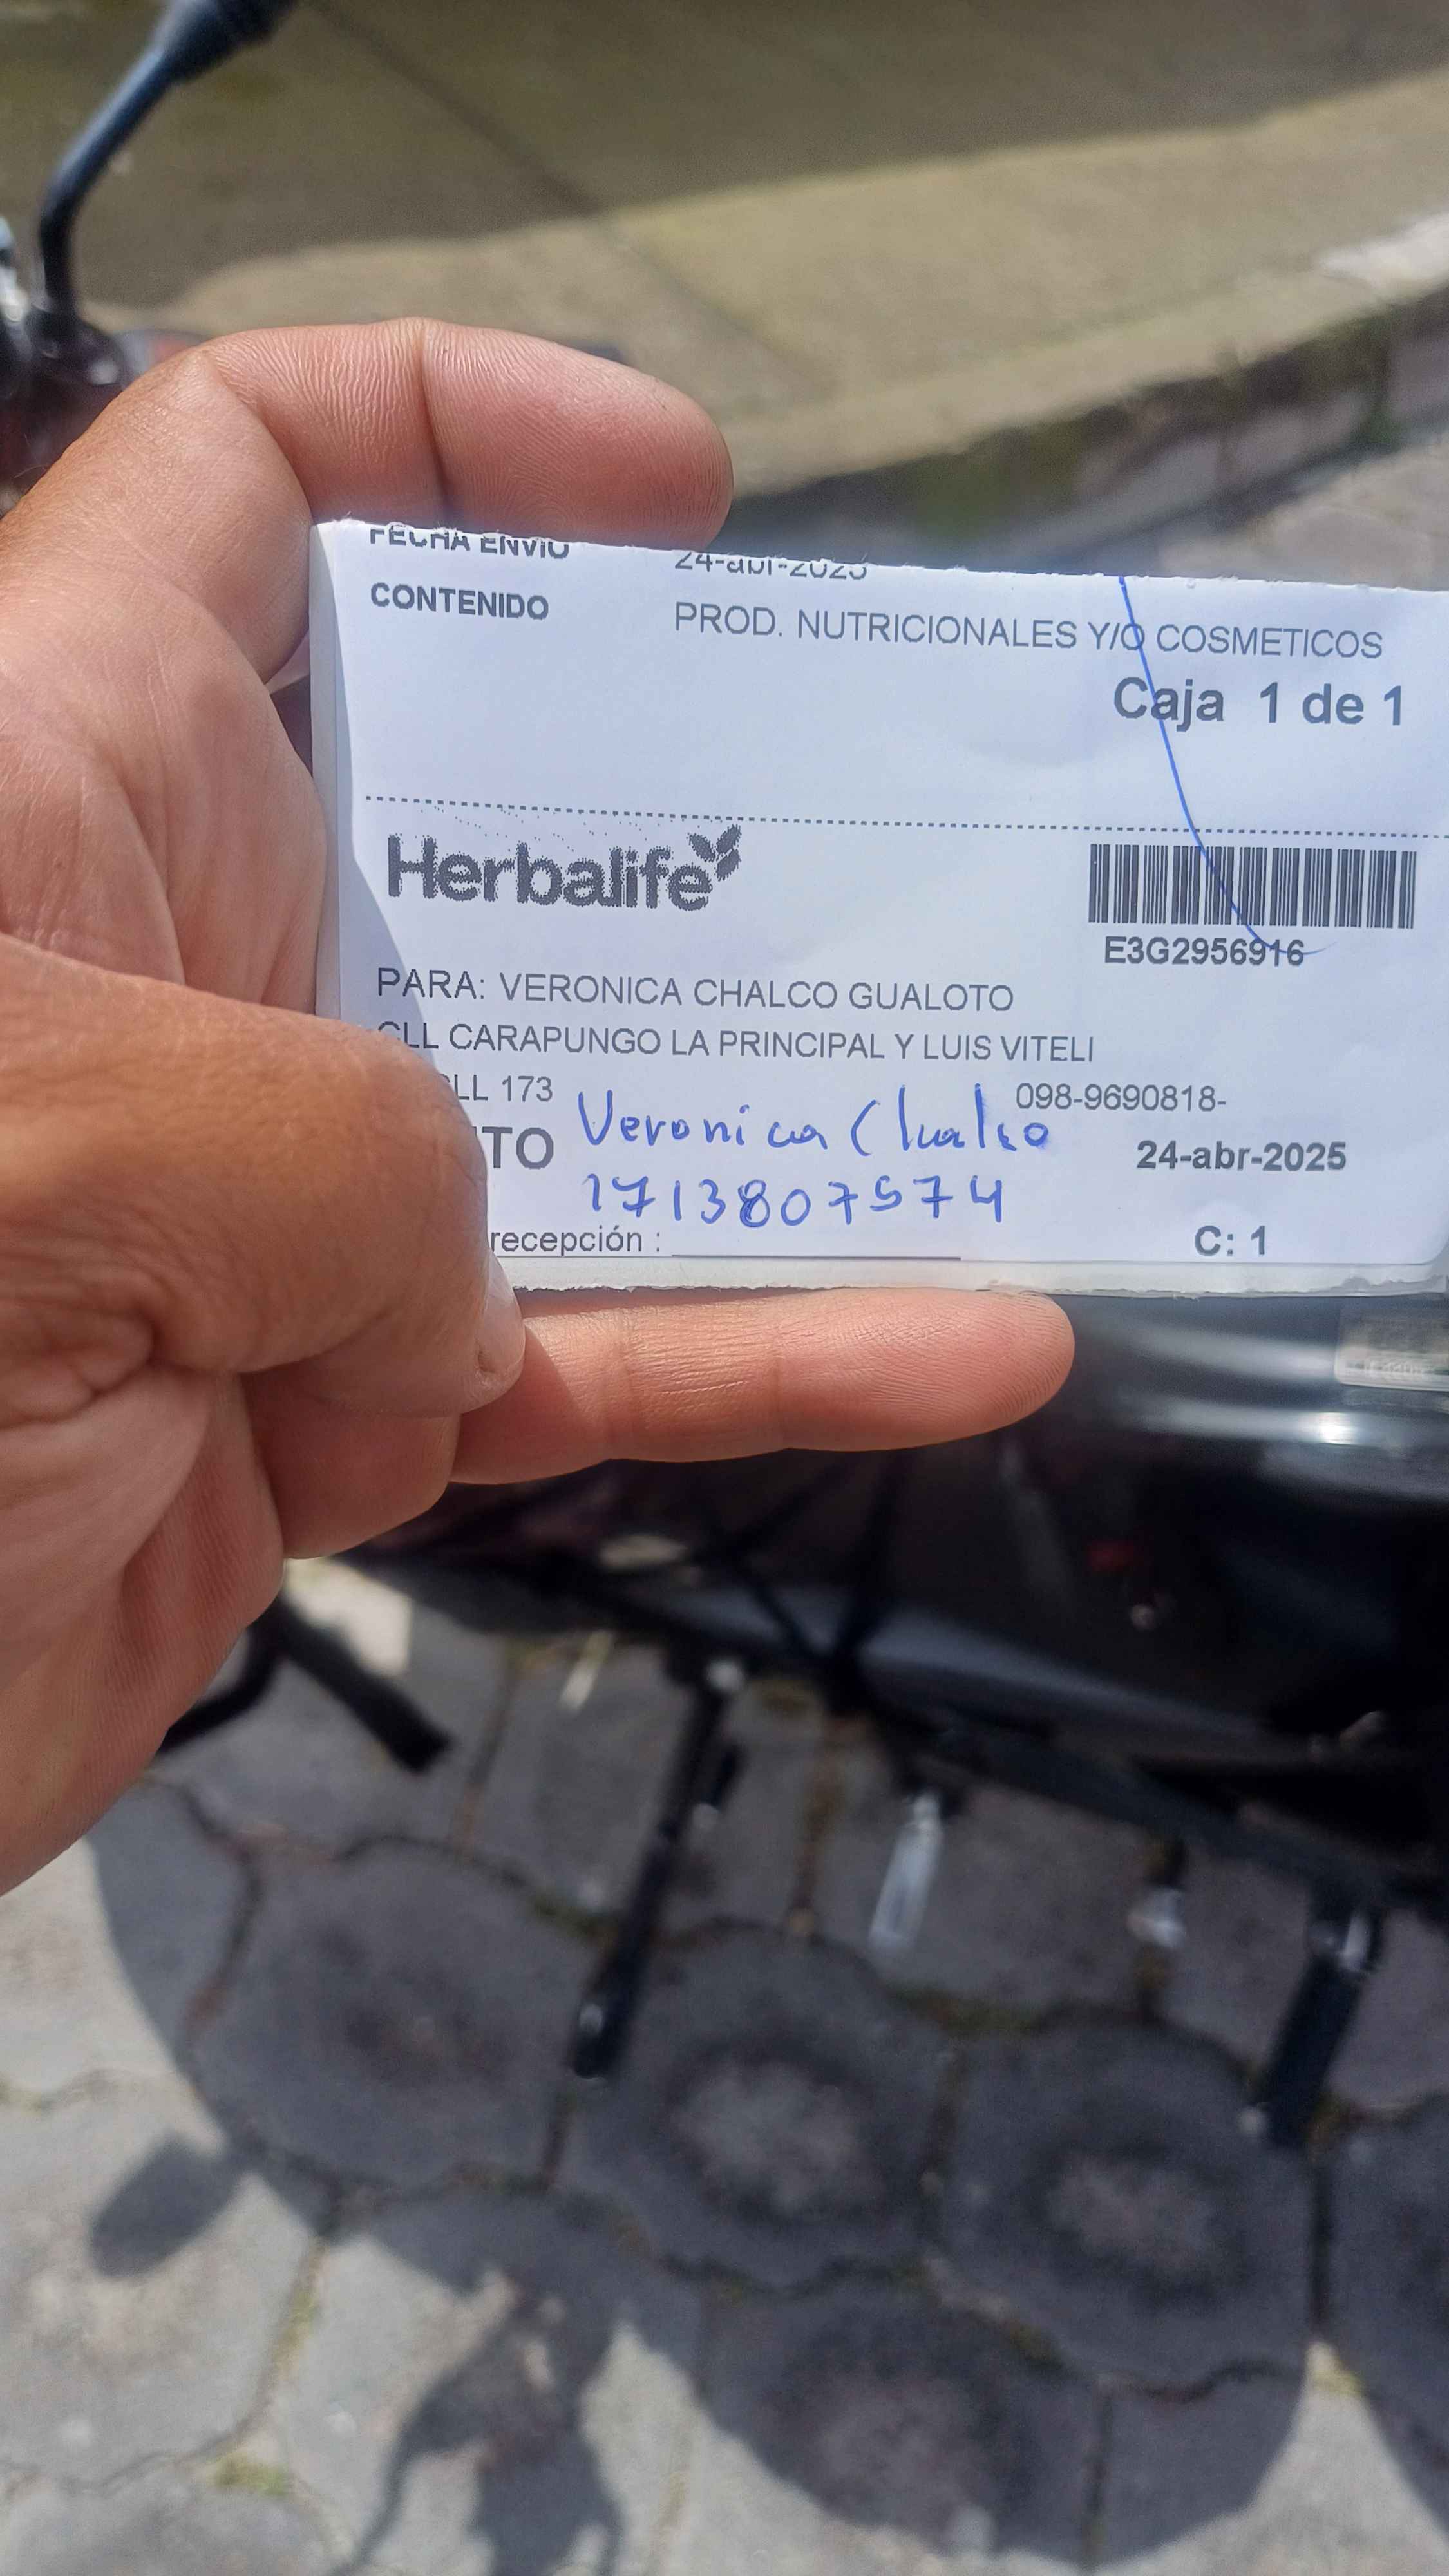 FECHA ENVIO 24-abr-2025
CONTENIDO PROD. NUTRICIONALES Y/O COSMETICOS
Caja 1 de 1
Herbalife
E3G2956916
PARA: VERONICA CHALCO GUALOTO
CLL CARAPUNGO LA PRINCIPAL Y LUIS VITELI
LL 173 098-9690818-
Veronica Chalco
TO 24-abr-2025
1713807574
recepción :
C: 1